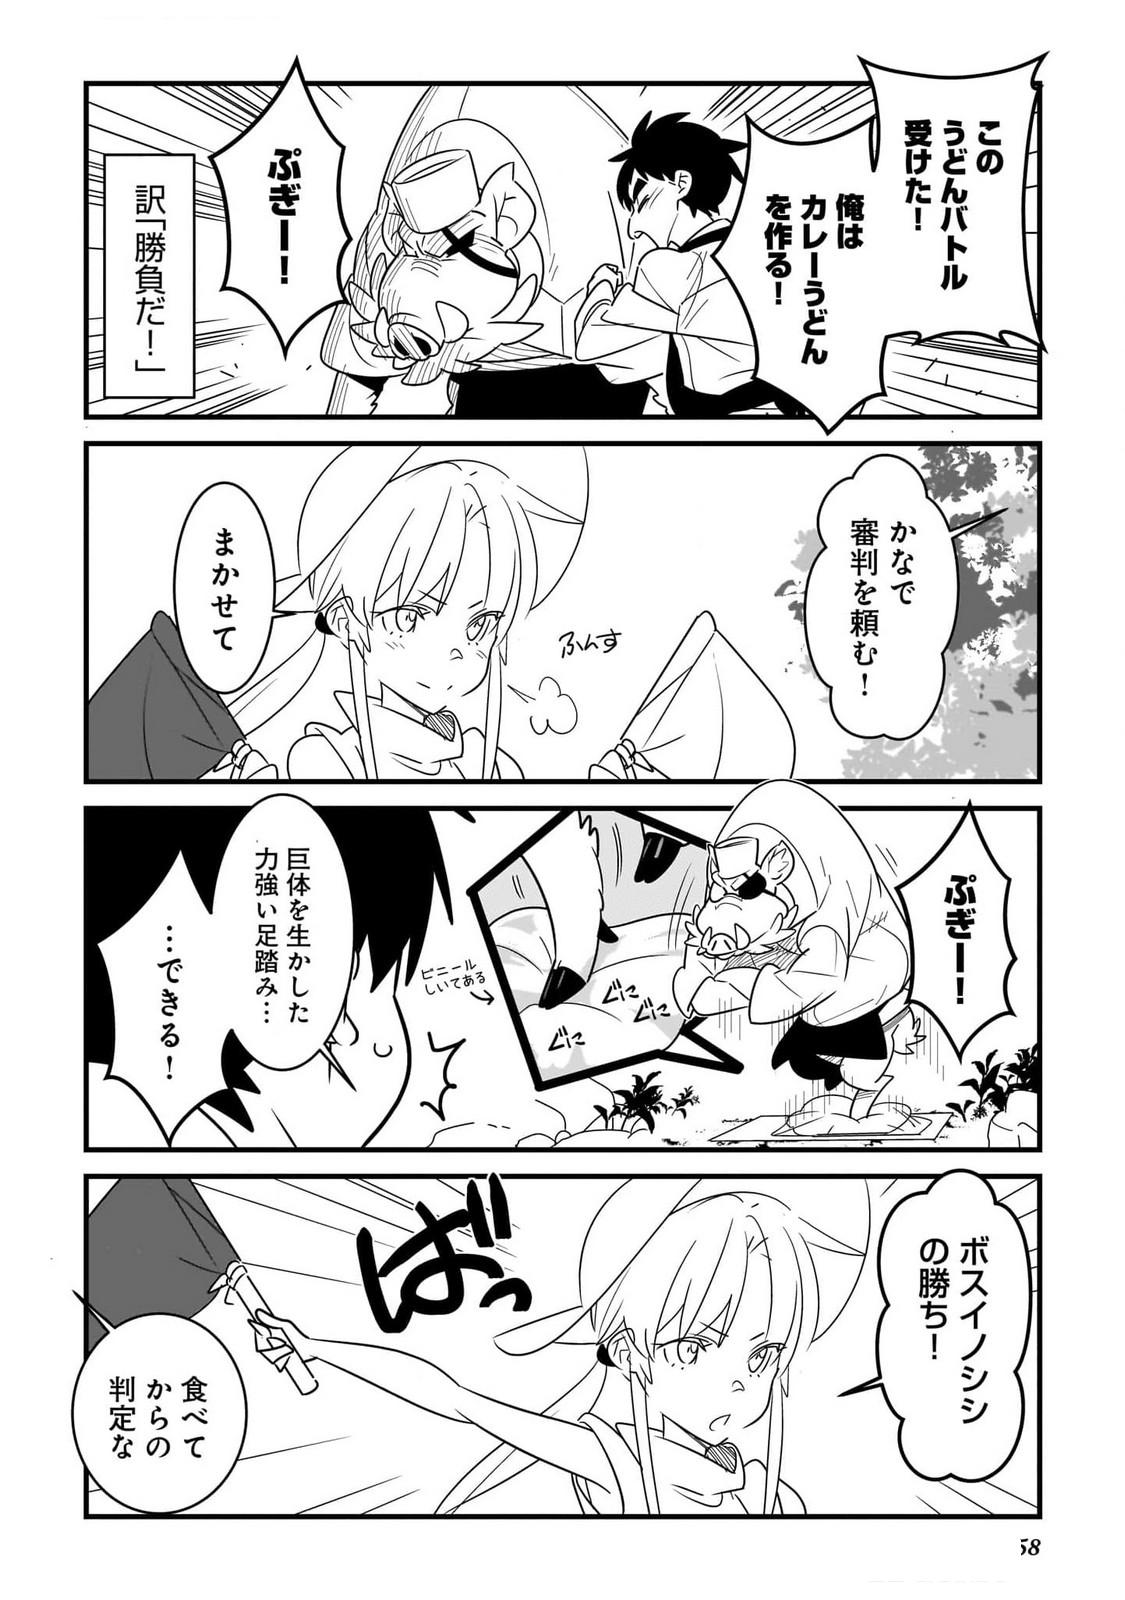 この
うどんバトル
受けた！
俺は
カレーうどん
を作る！
ぷぎー！
訳「勝負だ！」
かなで
審判を頼む！
ふんす
まかせて
ぷぎー！
ぐに
ぐに
ぐに
ビニール
しいてある
巨体を生かした
力強い足踏み…
…できる！
ボスイノシシ
の勝ち！
ばっ
食べて
からの
判定な
58